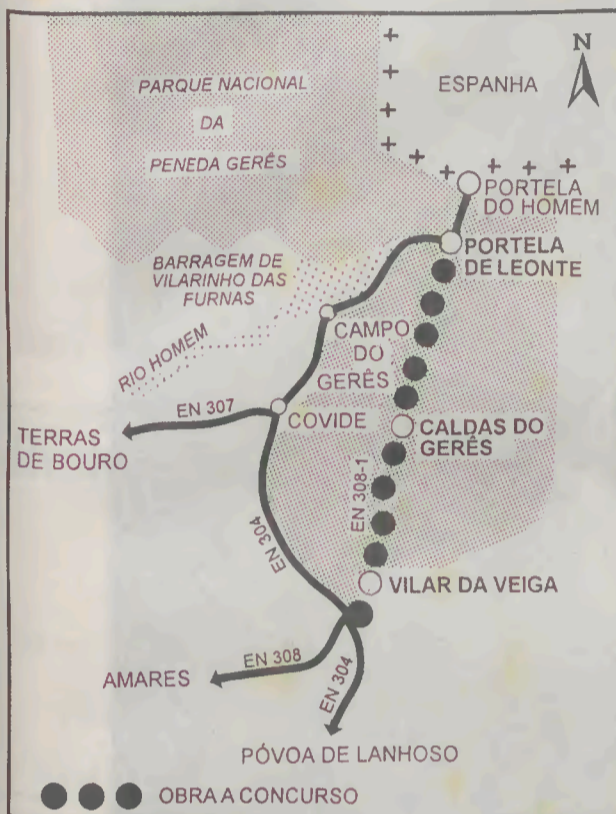 PARQUE NACIONAL
DA
PENEDA GERÊS
ESPANHA
N
PORTELA
DO HOMEM
PORTELA
DE LEONTE
BARRAGEM DE
VILARINHO DAS
FURNAS
RIO HOMEM
CAMPO
DO
GERÊS
EN 307
COVIDE
TERRAS
DE BOURO
CALDAS DO
GERÊS
EN 308-1
EN 304
VILAR DA VEIGA
EN 308
AMARES
EN 304
PÓVOA DE LANHOSO
OBRA A CONCURSO